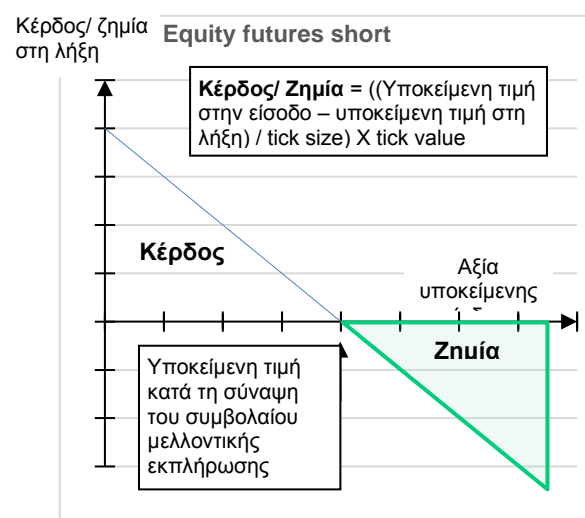 Κέρδος/ ζημία
στη λήξη
Equity futures short
Κέρδος/ Ζημία = ((Υποκείμενη τιμή
στην είσοδο – υποκείμενη τιμή στη
λήξη) / tick size) X tick value
Κέρδος
Αξία
υποκείμενης
Ζημία
Υποκείμενη τιμή
κατά τη σύναψη
του συμβολαίου
μελλοντικής
εκπλήρωσης